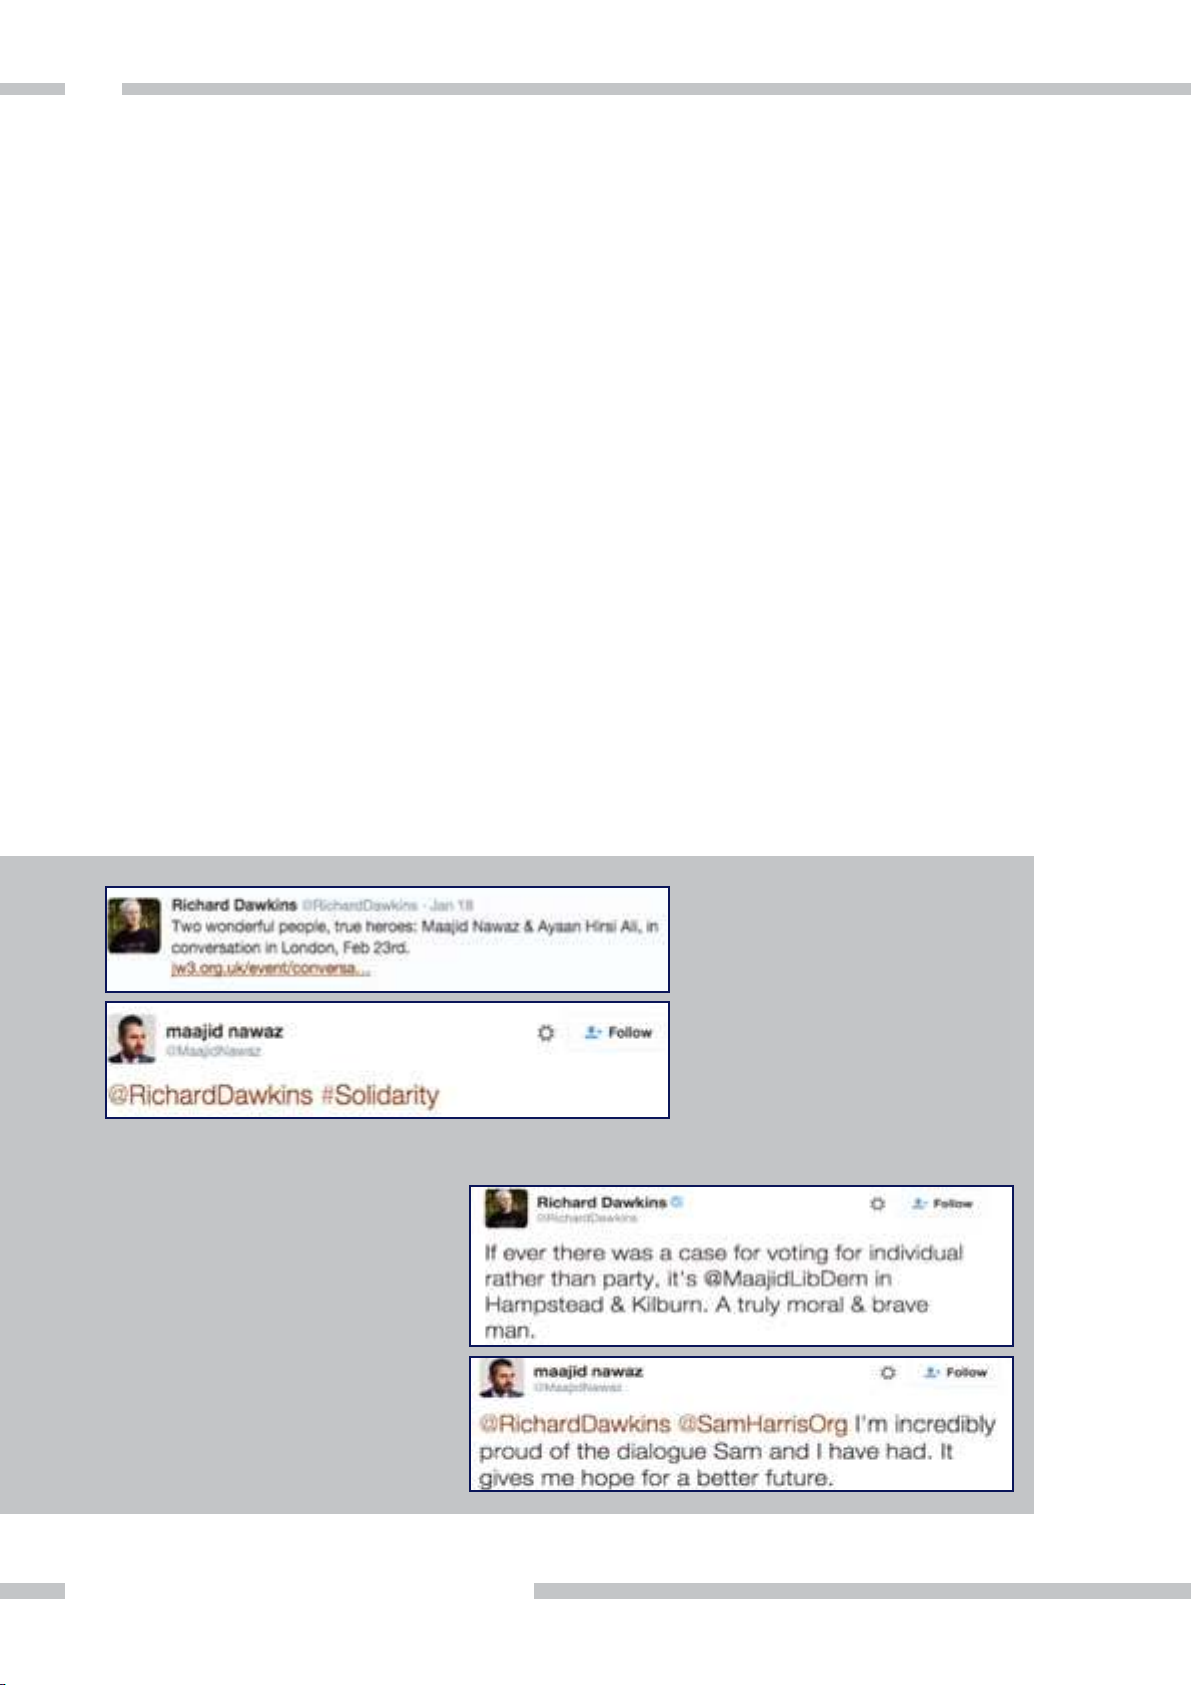 Richard Dawkins @RichardDawkins · Jan 18
Two wonderful people, true heroes: Maajid Nawaz & Ayaan Hirsi Ali, in
conversation in London, Feb 23rd.
jw3.org.uk/event/conversa...
maajid nawaz
Follow
@MaajidNawaz
@RichardDawkins #Solidarity
Richard Dawkins
Follow
@RichardDawkins
If ever there was a case for voting for individual
rather than party, it's @MaajidLibDem in
Hampstead & Kilburn. A truly moral & brave
man.
maajid nawaz
Follow
@MaajidNawaz
@RichardDawkins @SamHarrisOrg I'm incredibly
proud of the dialogue Sam and I have had. It
gives me hope for a better future.